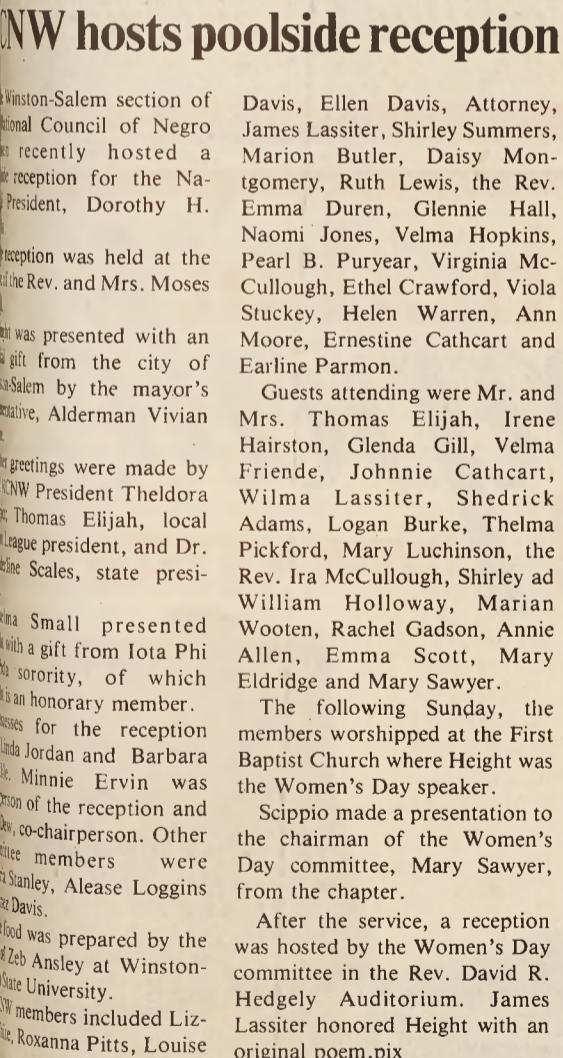 CNW hosts poolside reception
Winston-Salem section of
Council of Negro
recently hosted a
reception for the Na-
President, Dorothy H.
reception was held at the
the Rev. and Mrs. Moses
was presented with an
gift from the city of
by the mayor's
Alderman Vivian
greetings were made by
President Theldora
Thomas Elijah, local
League president, and Dr.
Scales, state presi-
Small presented
with a gift from Iota Phi
sorority, of which
is an honorary member.
for the reception
Linda Jordan and Barbara
Minnie Ervin was
of the reception and
co-chairperson. Other
members were
Stanley, Alease Loggins
Davis.
food was prepared by the
Zeb Ansley at Winston-
State University.
members included Liz-
Roxanna Pitts, Louise
Davis, Ellen Davis, Attorney,
James Lassiter, Shirley Summers,
Marion Butler, Daisy Mon-
tgomery, Ruth Lewis, the Rev.
Emma Duren, Glennie Hall,
Naomi Jones, Velma Hopkins,
Pearl B. Puryear, Virginia Mc-
Cullough, Ethel Crawford, Viola
Stuckey, Helen Warren, Ann
Moore, Ernestine Cathcart and
Earline Parmon.
Guests attending were Mr. and
Mrs. Thomas Elijah, Irene
Hairston, Glenda Gill, Velma
Friende, Johnnie Cathcart,
Wilma Lassiter, Shedrick
Adams, Logan Burke, Thelma
Pickford, Mary Luchinson, the
Rev. Ira McCullough, Shirley ad
William Holloway, Marian
Wooten, Rachel Gadson, Annie
Allen, Emma Scott, Mary
Eldridge and Mary Sawyer.
The following Sunday, the
members worshipped at the First
Baptist Church where Height was
the Women's Day speaker.
Scippio made a presentation to
the chairman of the Women's
Day committee, Mary Sawyer,
from the chapter.
After the service, a reception
was hosted by the Women's Day
committee in the Rev. David R.
Hedgely Auditorium. James
Lassiter honored Height with an
original poem.pix